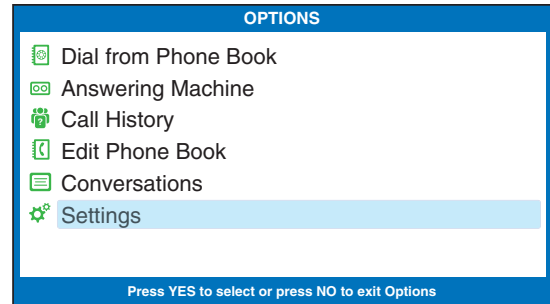 OPTIONS
Dial from Phone Book
Answering Machine
Call History
Edit Phone Book
Conversations
Settings
Press YES to select or press NO to exit Options